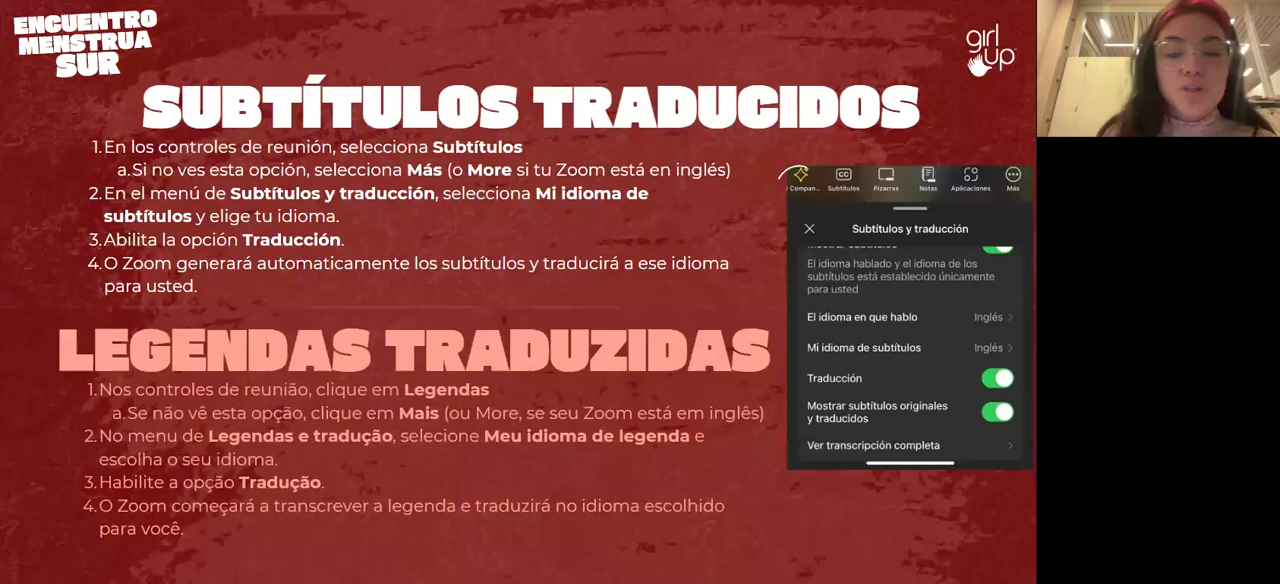 ENCUENTRO
MENSTRUA
SUR
girl
up
SUBTÍTULOS TRADUCIDOS
1. En los controles de reunión, selecciona Subtítulos
a. Si no ves esta opción, selecciona Más (o More si tu Zoom está en inglés)
2. En el menú de Subtítulos y traducción, selecciona Mi idioma de
subtítulos y elige tu idioma.
3. Abilita la opción Traducción.
4. O Zoom generará automaticamente los subtítulos y traducirá a ese idioma
para usted.
LEGENDAS TRADUZIDAS
1. Nos controles de reunião, clique em Legendas
a. Se não vê esta opção, clique em Mais (ou More, se seu Zoom está em inglês)
2. No menu de Legendas e tradução, selecione Meu idioma de legenda e
escolha o seu idioma.
3. Habilite a opção Tradução.
4. O Zoom começará a transcrever a legenda e traduzirá no idioma escolhido
para você.
Compan... Subtítulos Pizarras Notas Aplicaciones Más
Subtítulos y traducción
Mostrar subtítulos
El idioma hablado y el idioma de los
subtítulos está establecido únicamente
para usted
El idioma en que hablo Inglés
Mi idioma de subtítulos Inglés
Traducción
Mostrar subtítulos originales
y traducidos
Ver transcripción completa